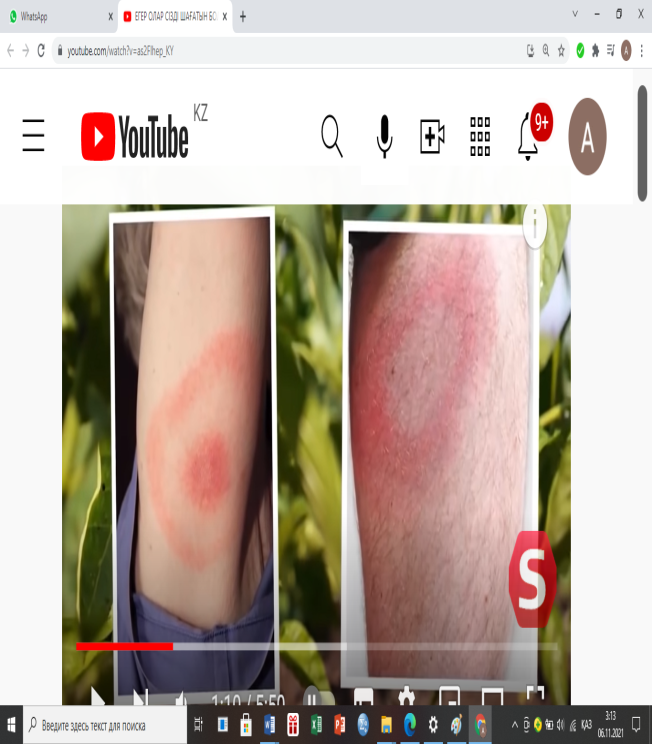 WhatsApp
ЕГЕР ОЛАР СІЗДІ ШАҒАТЫН БО
youtube.com/watch?v=as2Flhep_KY
A
YouTube KZ
9+
A
i
S
1:10 / 5:50
Введите здесь текст для поиска
ҚАЗ
3:13
06.11.2021